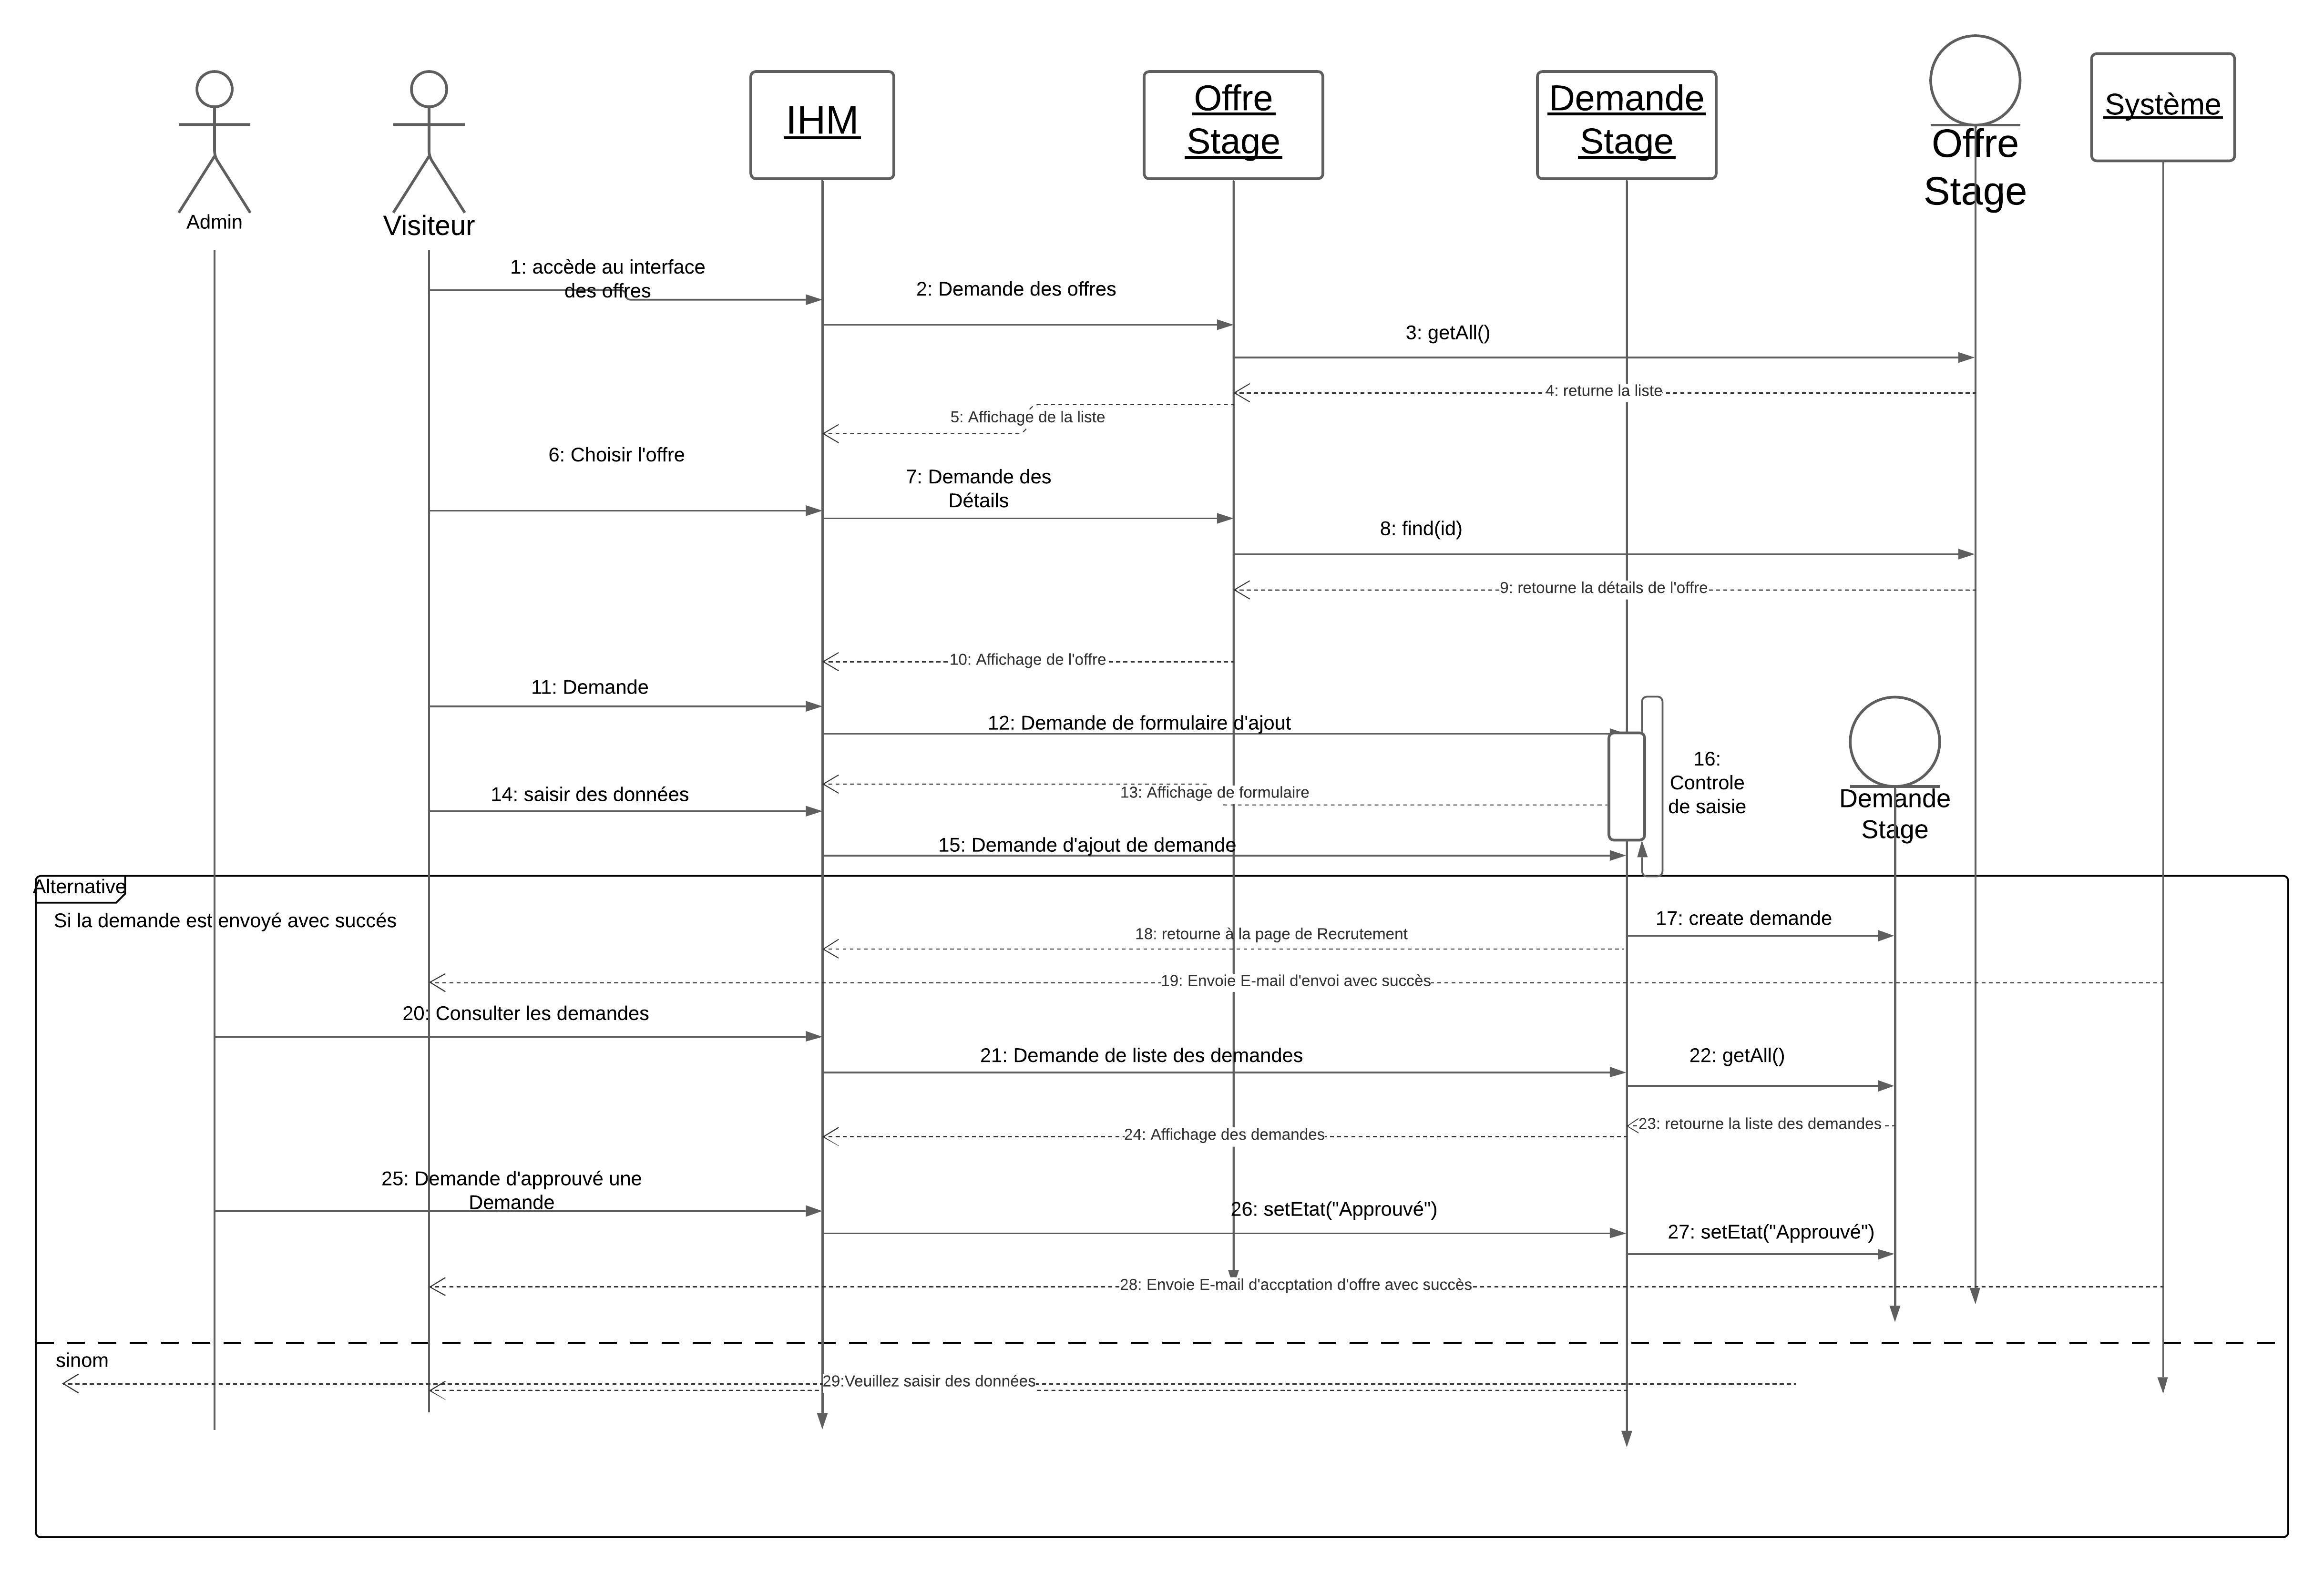 Admin
Visiteur
IHM
Offre
Stage
Demande
Stage
Offre
Stage
Système
1: accède au interface
des offres
2: Demande des offres
3: getAll()
4: returne la liste
5: Affichage de la liste
6: Choisir l'offre
7: Demande des
Détails
8: find(id)
9: retourne la détails de l'offre
10: Affichage de l'offre
11: Demande
12: Demande de formulaire d'ajout
13: Affichage de formulaire
14: saisir des données
15: Demande d'ajout de demande
16:
Controle
de saisie
Demande
Stage
Alternative
Si la demande est envoyé avec succés
17: create demande
18: retourne à la page de Recrutement
19: Envoie E-mail d'envoi avec succès
20: Consulter les demandes
21: Demande de liste des demandes
22: getAll()
23: retourne la liste des demandes
24: Affichage des demandes
25: Demande d'approuvé une
Demande
26: setEtat("Approuvé")
27: setEtat("Approuvé")
28: Envoie E-mail d'accptation d'offre avec succès
sinom
29:Veuillez saisir des données